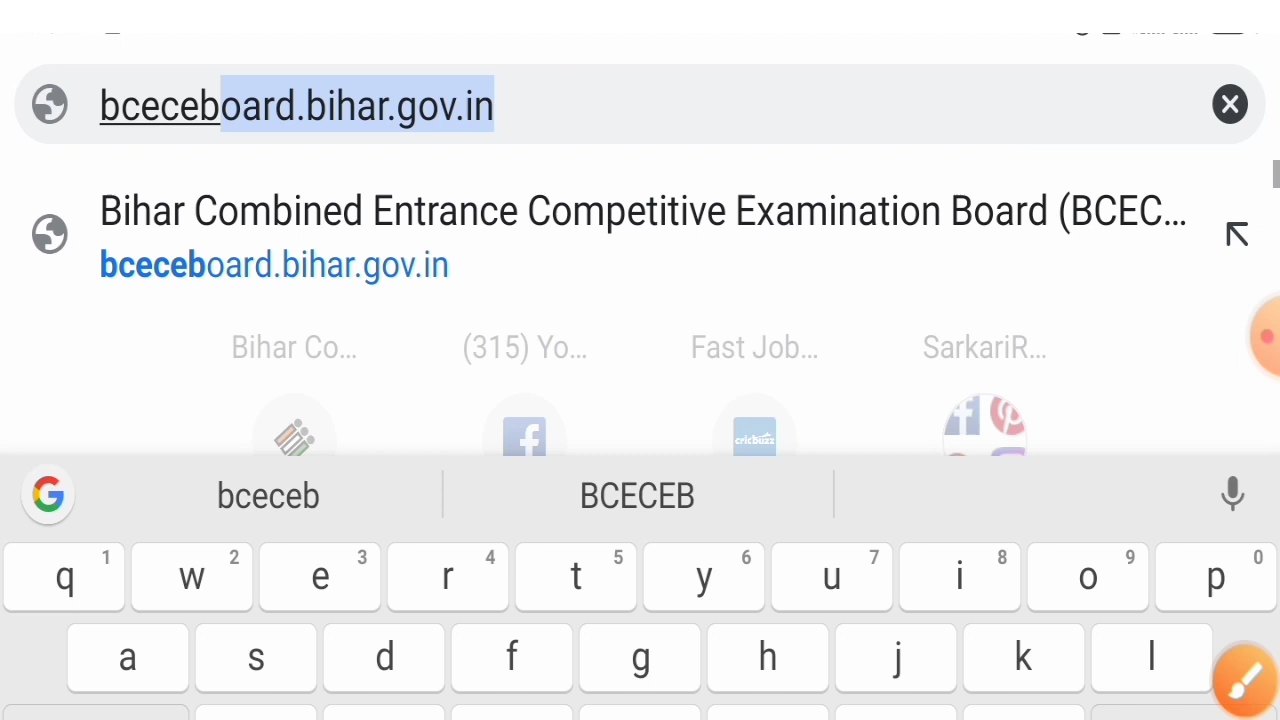 bceceboard.bihar.gov.in
Bihar Combined Entrance Competitive Examination Board (BCEC...
bceceboard.bihar.gov.in
Bihar Co... (315) Yo... Fast Job... SarkariR...
cricbuzz
bceceb BCECEB
q 1 w 2 e 3 r 4 t 5 y 6 u 7 i 8 o 9 p 0
a s d f g h j k l